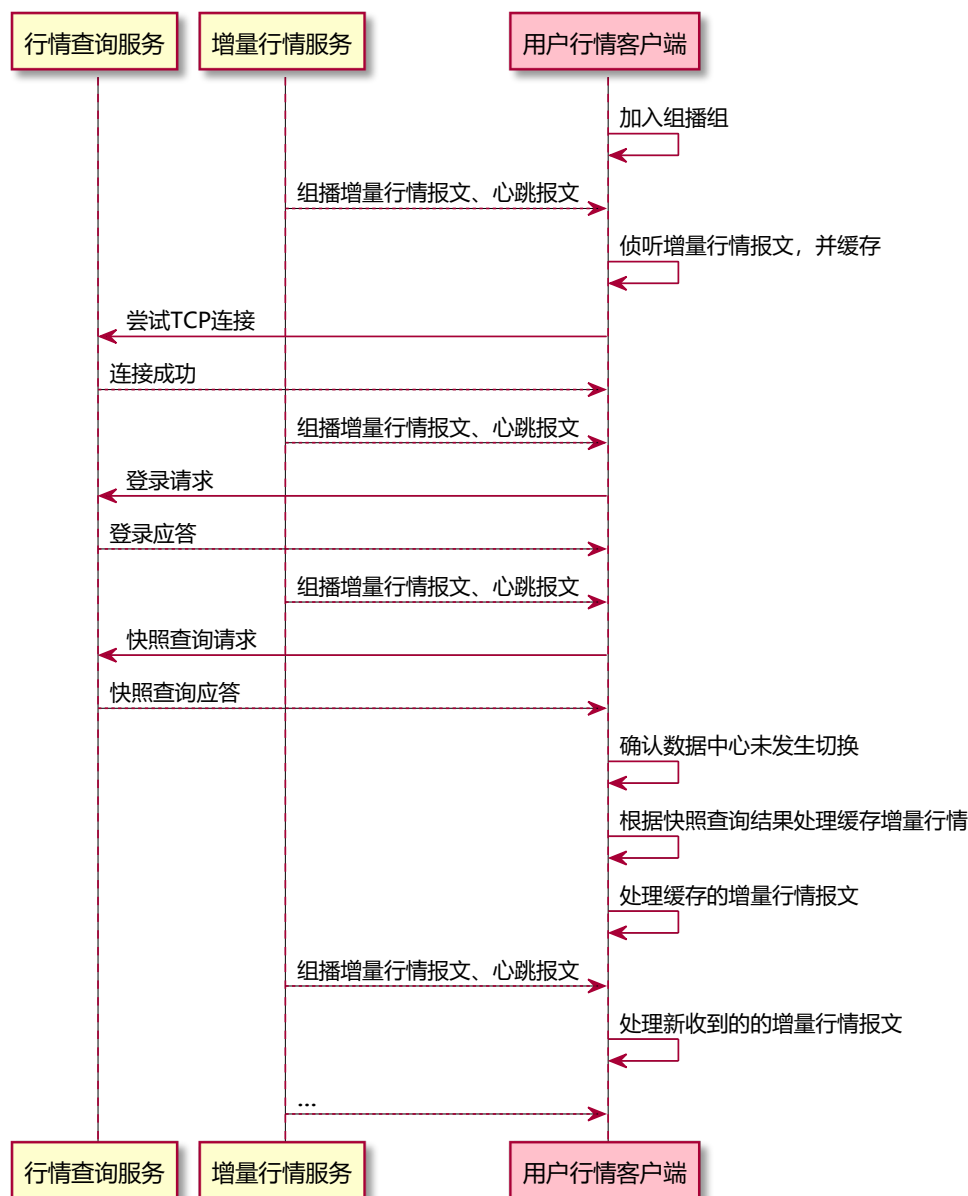 行情查询服务
增量行情服务
用户行情客户端
加入组播组
组播增量行情报文、心跳报文
侦听增量行情报文，并缓存
尝试TCP连接
连接成功
组播增量行情报文、心跳报文
登录请求
登录应答
组播增量行情报文、心跳报文
快照查询请求
快照查询应答
确认数据中心未发生切换
根据快照查询结果处理缓存增量行情
处理缓存的增量行情报文
组播增量行情报文、心跳报文
处理新收到的的增量行情报文
...
行情查询服务
增量行情服务
用户行情客户端